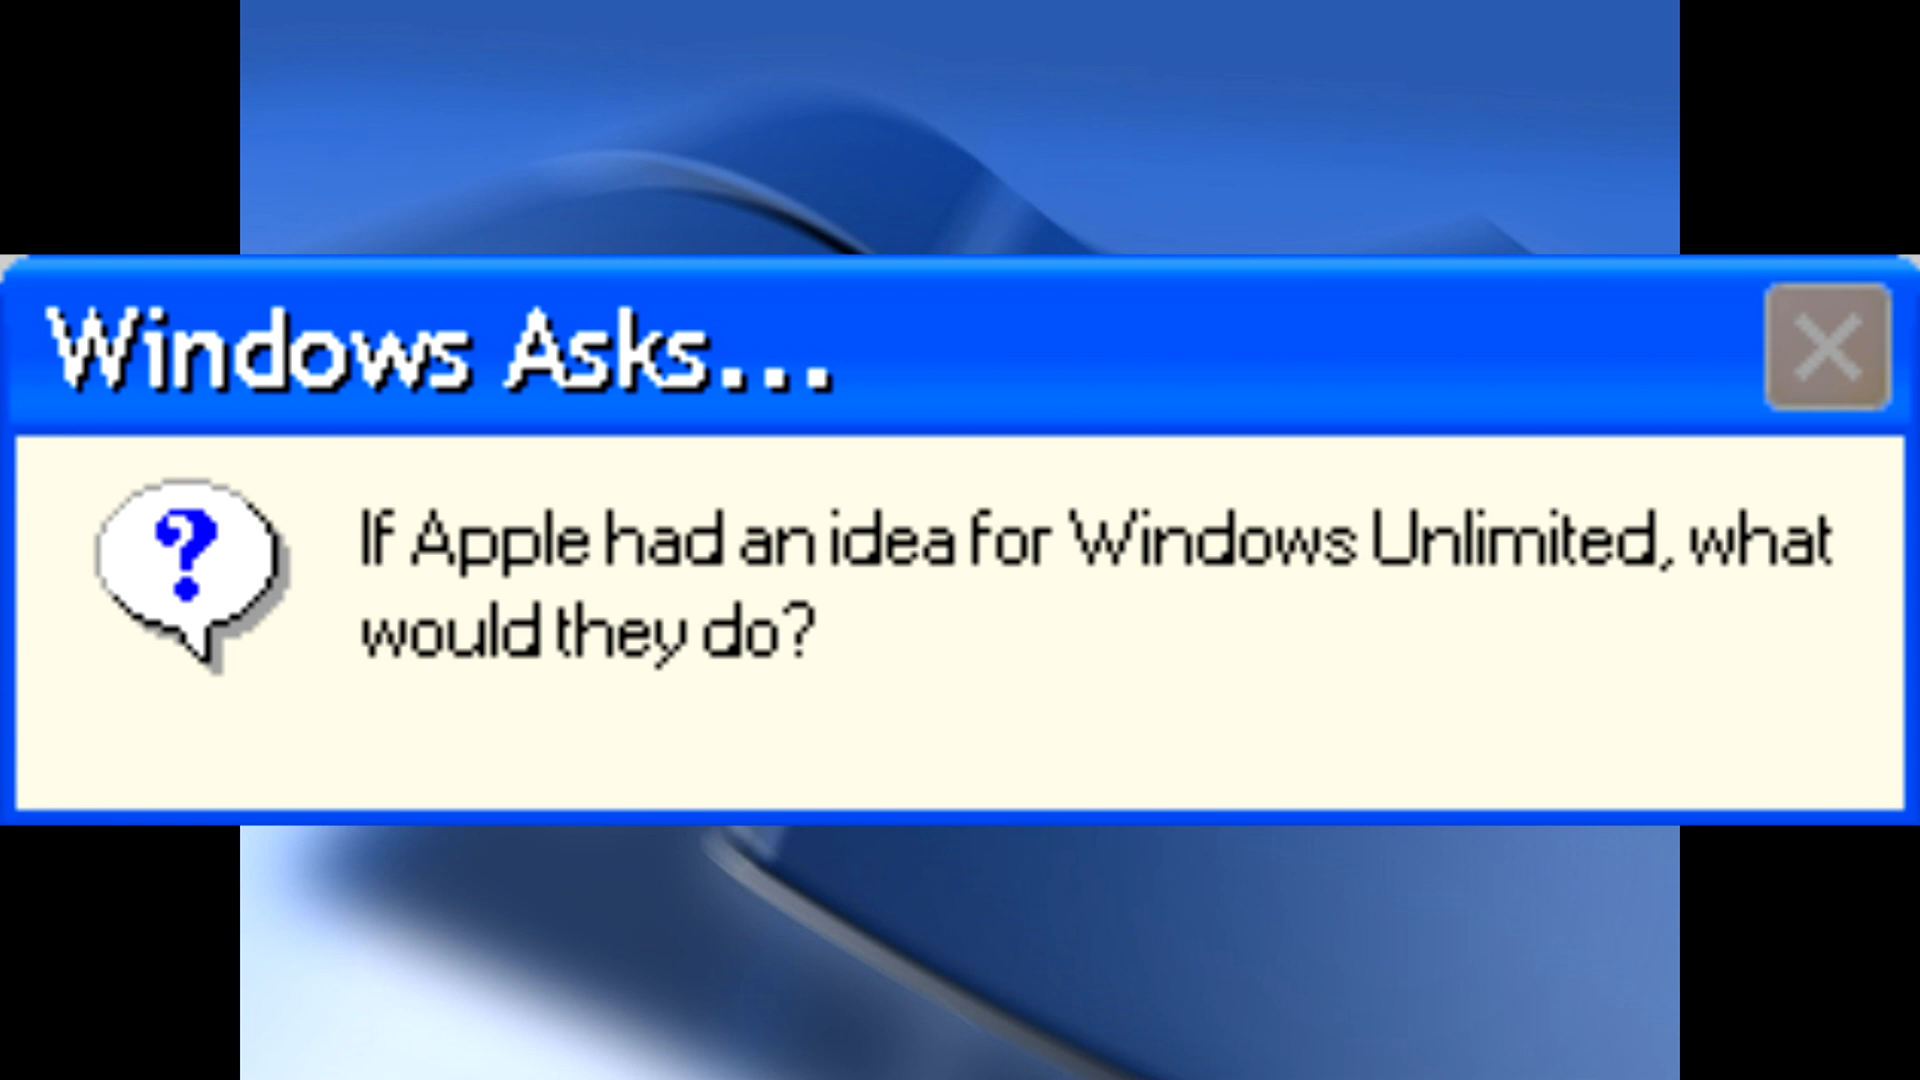 Windows Asks...
?
If Apple had an idea for Windows Unlimited, what
would they do?